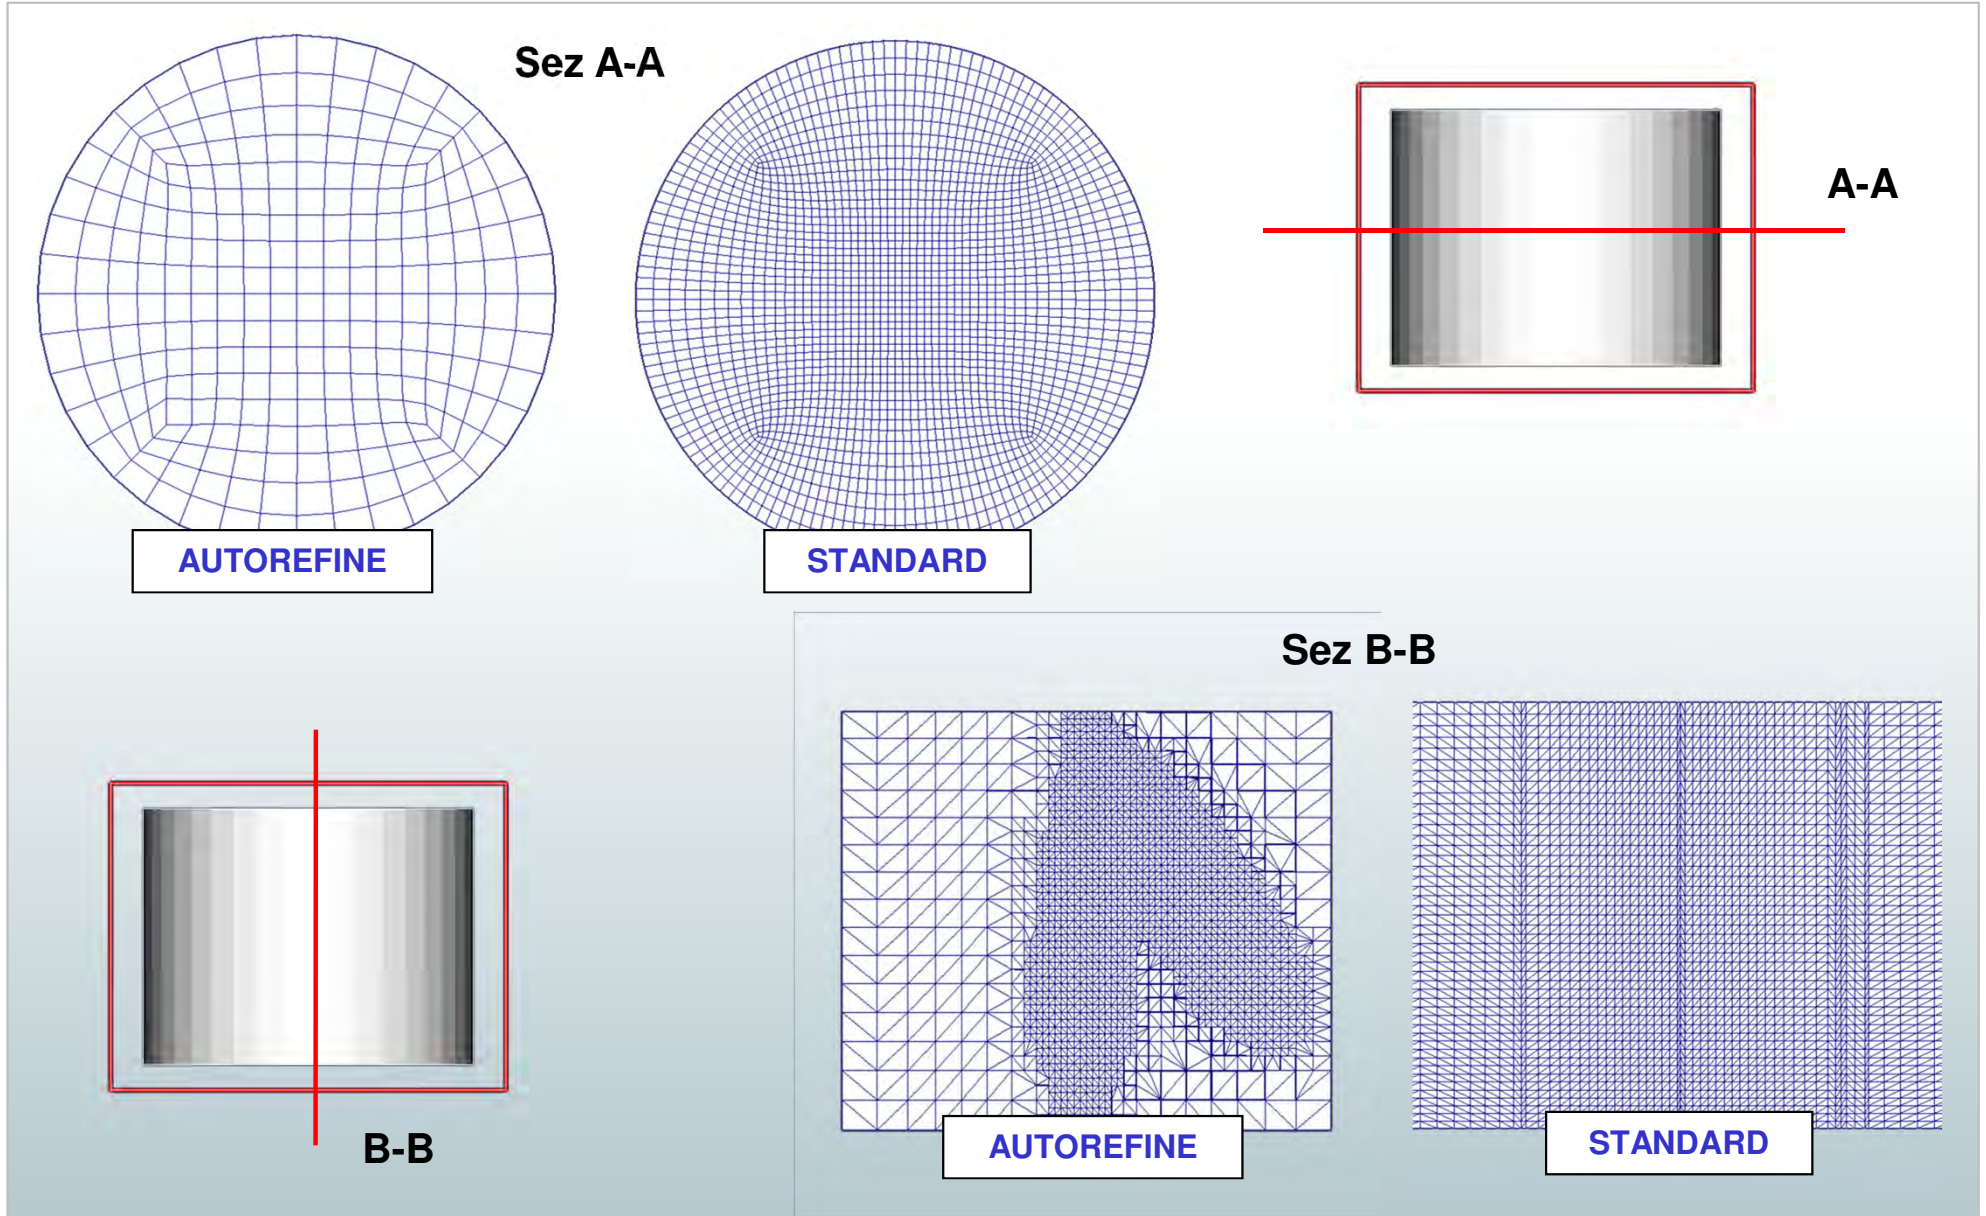 Sez A-A
A-A
AUTOREFINE
STANDARD
Sez B-B
B-B
AUTOREFINE
STANDARD